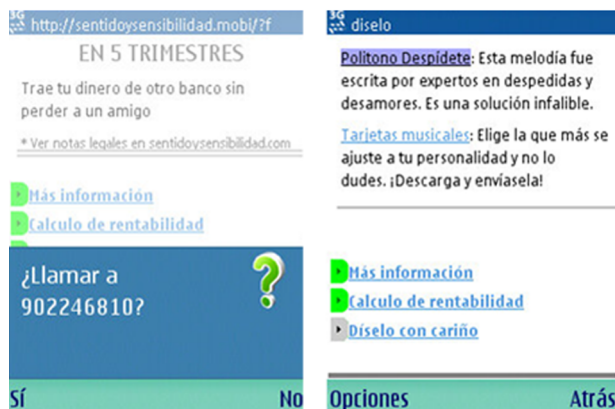 3G
http://sentidoysensibilidad.mobi/?f
EN 5 TRIMESTRES
Trae tu dinero de otro banco sin
perder a un amigo
* Ver notas legales en sentidoysensibilidad.com
Más información
Calculo de rentabilidad
¿Llamar a
902246810?
Sí
No
3G
diselo
Politono Despídete: Esta melodía fue
escrita por expertos en despedidas y
desamores. Es una solución infalible.
Tarjetas musicales: Elige la que más se
ajuste a tu personalidad y no lo
dudes. ¡Descarga y envíasela!
Más información
Calculo de rentabilidad
Díselo con cariño
Opciones
Atrás